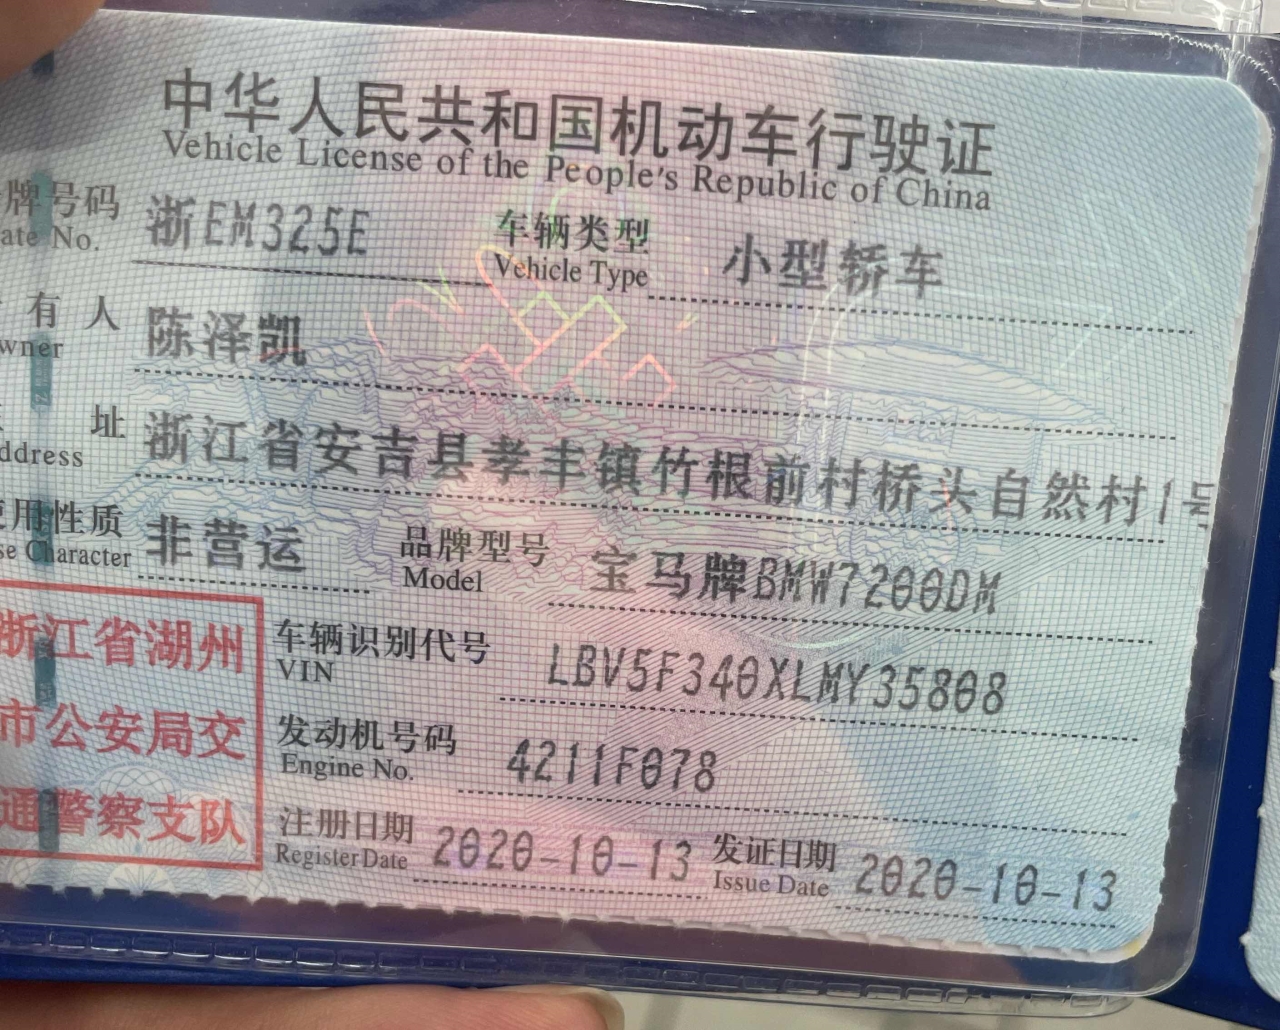 中华人民共和国机动车行驶证
Vehicle License of the People's Republic of China
牌号码 浙EM325E 车辆类型 小型轿车
ate No. Vehicle Type
有人 陈泽凯
wner
址 浙江省安吉县孝丰镇竹根前村桥头自然村1号
ddress
使用性质 非营运 品牌型号 宝马牌BMW7200DM
se Character Model
浙江省湖州
市公安局交
通警察支队
车辆识别代号 LBV5F340XLMY35808
VIN
发动机号码 4211F078
Engine No.
注册日期 2020-10-13 发证日期 2020-10-13
Register Date Issue Date